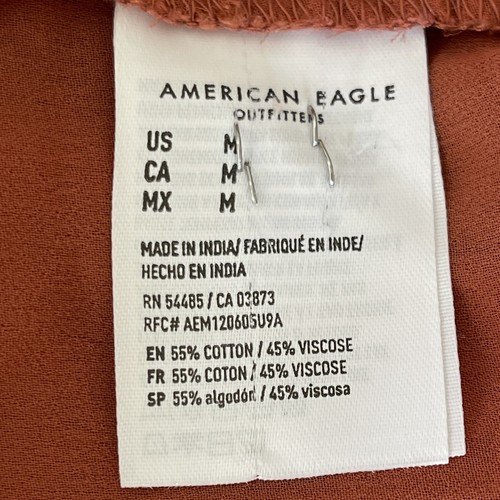 AMERICAN EAGLE
OUTFITTERS
US M
CA M
MX M
MADE IN INDIA/ FABRIQUÉ EN INDE/
HECHO EN INDIA
RN 54485 / CA 03873
RFC# AEM120605U9A
EN 55% COTTON / 45% VISCOSE
FR 55% COTON / 45% VISCOSE
SP 55% algodón / 45% viscosa